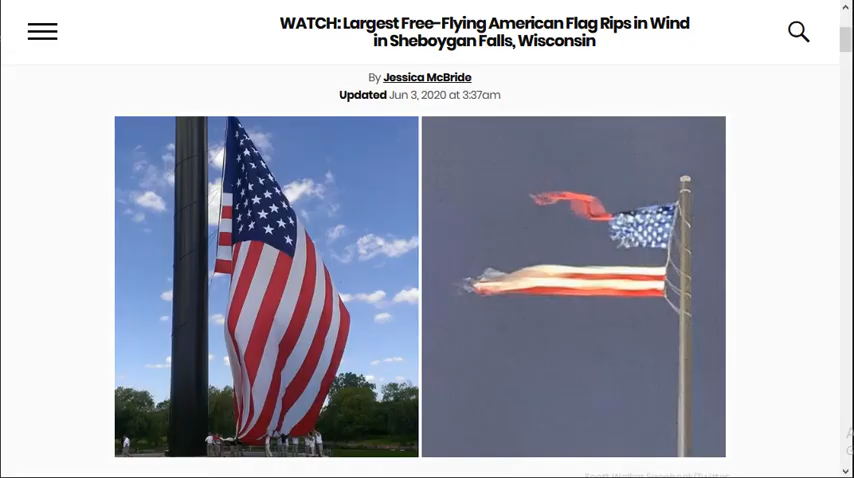 WATCH: Largest Free-Flying American Flag Rips in Wind
in Sheboygan Falls, Wisconsin
By Jessica McBride
Updated Jun 3, 2020 at 3:37am